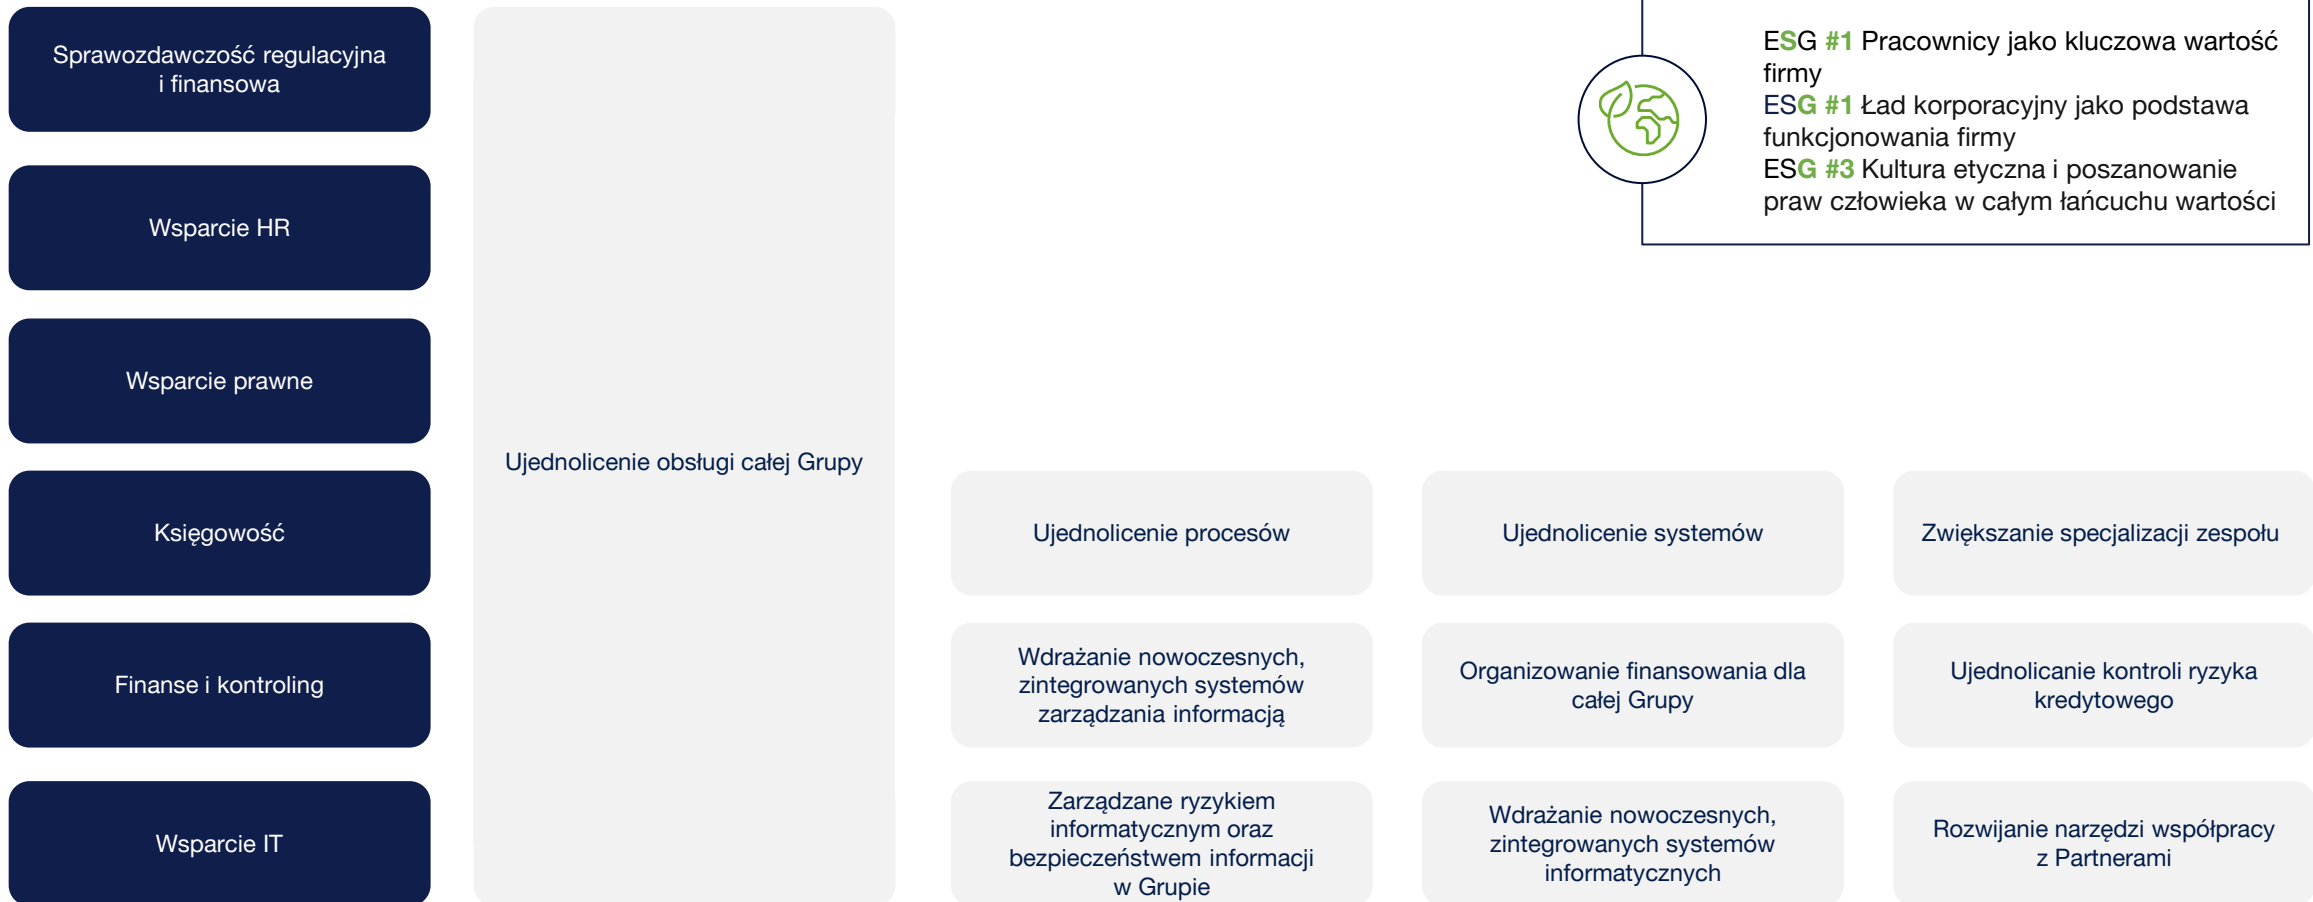 Sprawozdawczość regulacyjna
i finansowa
ESG #1 Pracownicy jako kluczowa wartość
firmy
ESG #1 Ład korporacyjny jako podstawa
funkcjonowania firmy
ESG #3 Kultura etyczna i poszanowanie
praw człowieka w całym łańcuchu wartości
Wsparcie HR
Wsparcie prawne
Ujednolicenie obsługi całej Grupy
Księgowość
Ujednolicenie procesów
Ujednolicenie systemów
Zwiększanie specjalizacji zespołu
Finanse i kontroling
Wdrażanie nowoczesnych,
zintegrowanych systemów
zarządzania informacją
Organizowanie finansowania dla
całej Grupy
Ujednolicanie kontroli ryzyka
kredytowego
Wsparcie IT
Zarządzane ryzykiem
informatycznym oraz
bezpieczeństwem informacji
w Grupie
Wdrażanie nowoczesnych,
zintegrowanych systemów
informatycznych
Rozwijanie narzędzi współpracy
z Partnerami